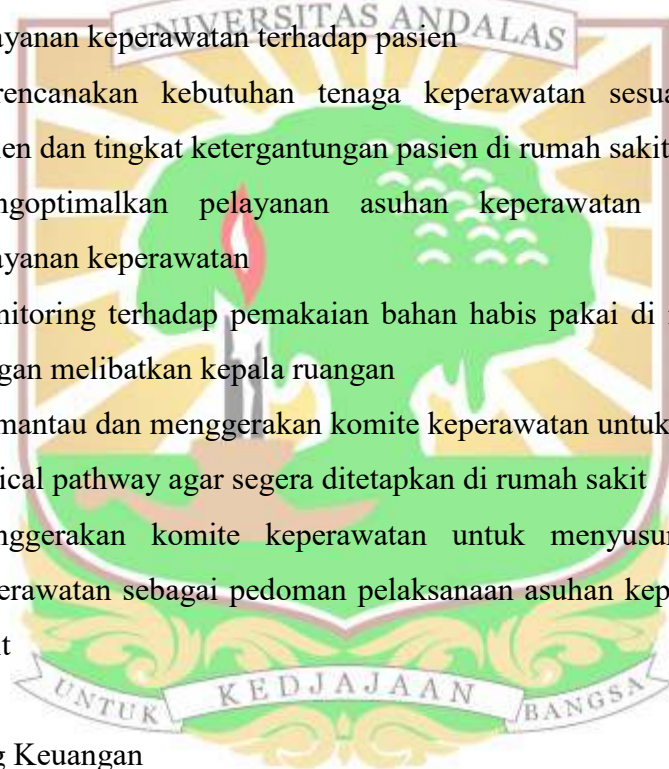 UNIVERSITAS ANDALAS
ayanan keperawatan terhadap pasien
rencanakan kebutuhan tenaga keperawatan sesua
en dan tingkat ketergantungan pasien di rumah sakit
ngoptimalkan pelayanan asuhan keperawatan
ayanan keperawatan
nitoring terhadap pemakaian bahan habis pakai di
gan melibatkan kepala ruangan
mantau dan menggerakan komite keperawatan untuk
ical pathway agar segera ditetapkan di rumah sakit
nggerakan komite keperawatan untuk menyusun
erawatan sebagai pedoman pelaksanaan asuhan kep
it
UNTUK KEDJAJAAN BANGSA
g Keuangan